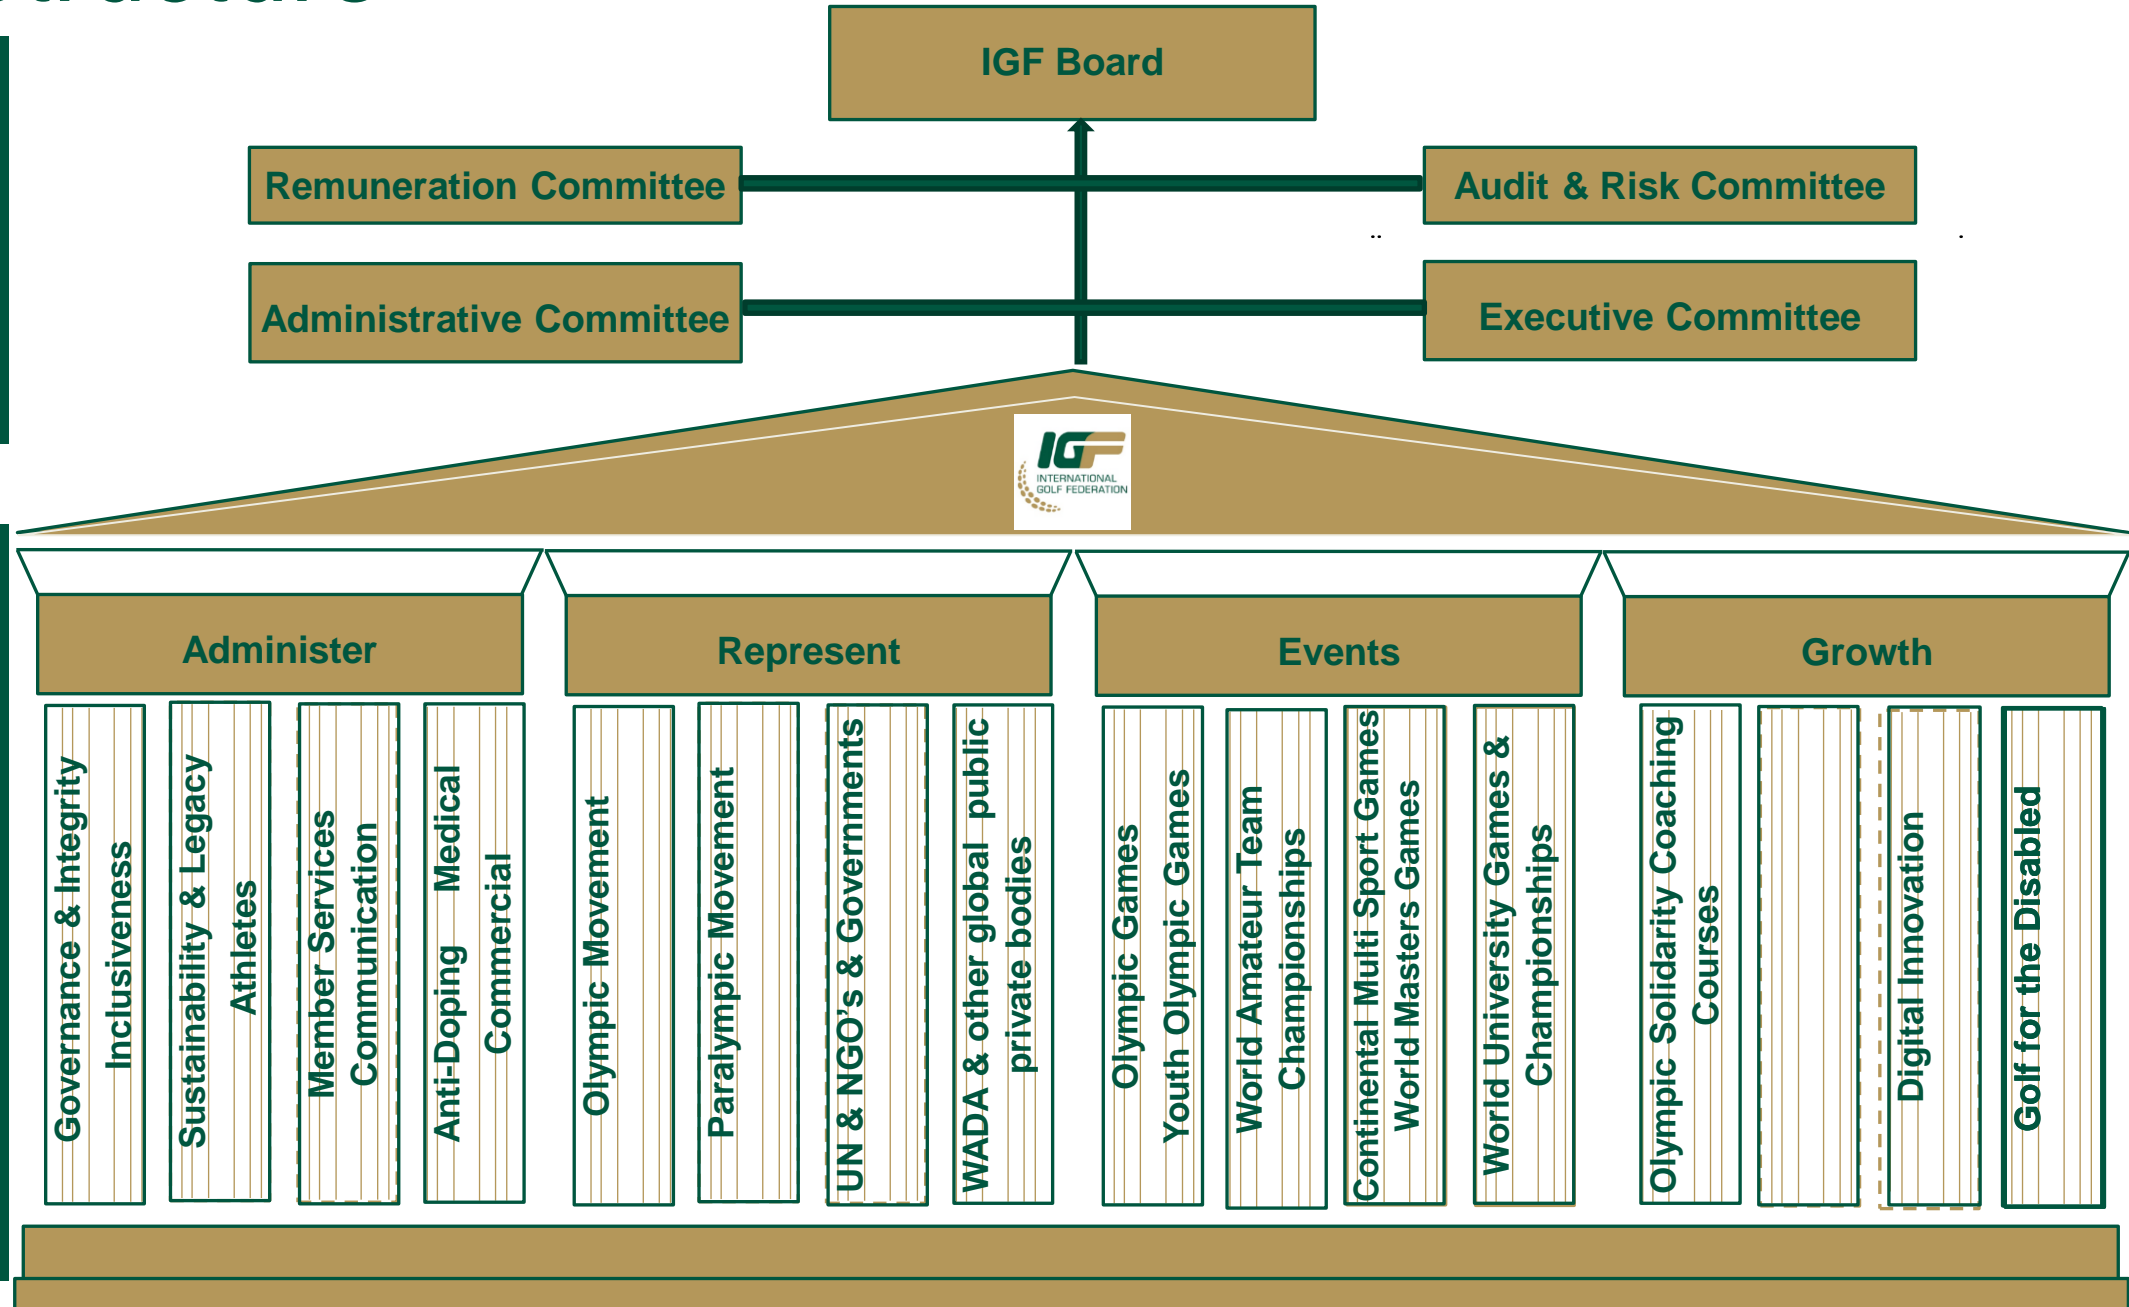 IGF Board
Remuneration Committee
Audit & Risk Committee
Administrative Committee
Executive Committee
IGF
INTERNATIONAL
GOLF FEDERATION
Administer
Represent
Events
Growth
Governance & Integrity
Inclusiveness
Sustainability & Legacy
Athletes
Member Services
Communication
Anti-Doping Medical
Commercial
Olympic Movement
Paralympic Movement
UN & NGO's & Governments
WADA & other global public
private bodies
Olympic Games
Youth Olympic Games
World Amateur Team
Championships
Continental Multi Sport Games
World Masters Games
World University Games &
Championships
Olympic Solidarity Coaching
Courses
Digital Innovation
Golf for the Disabled